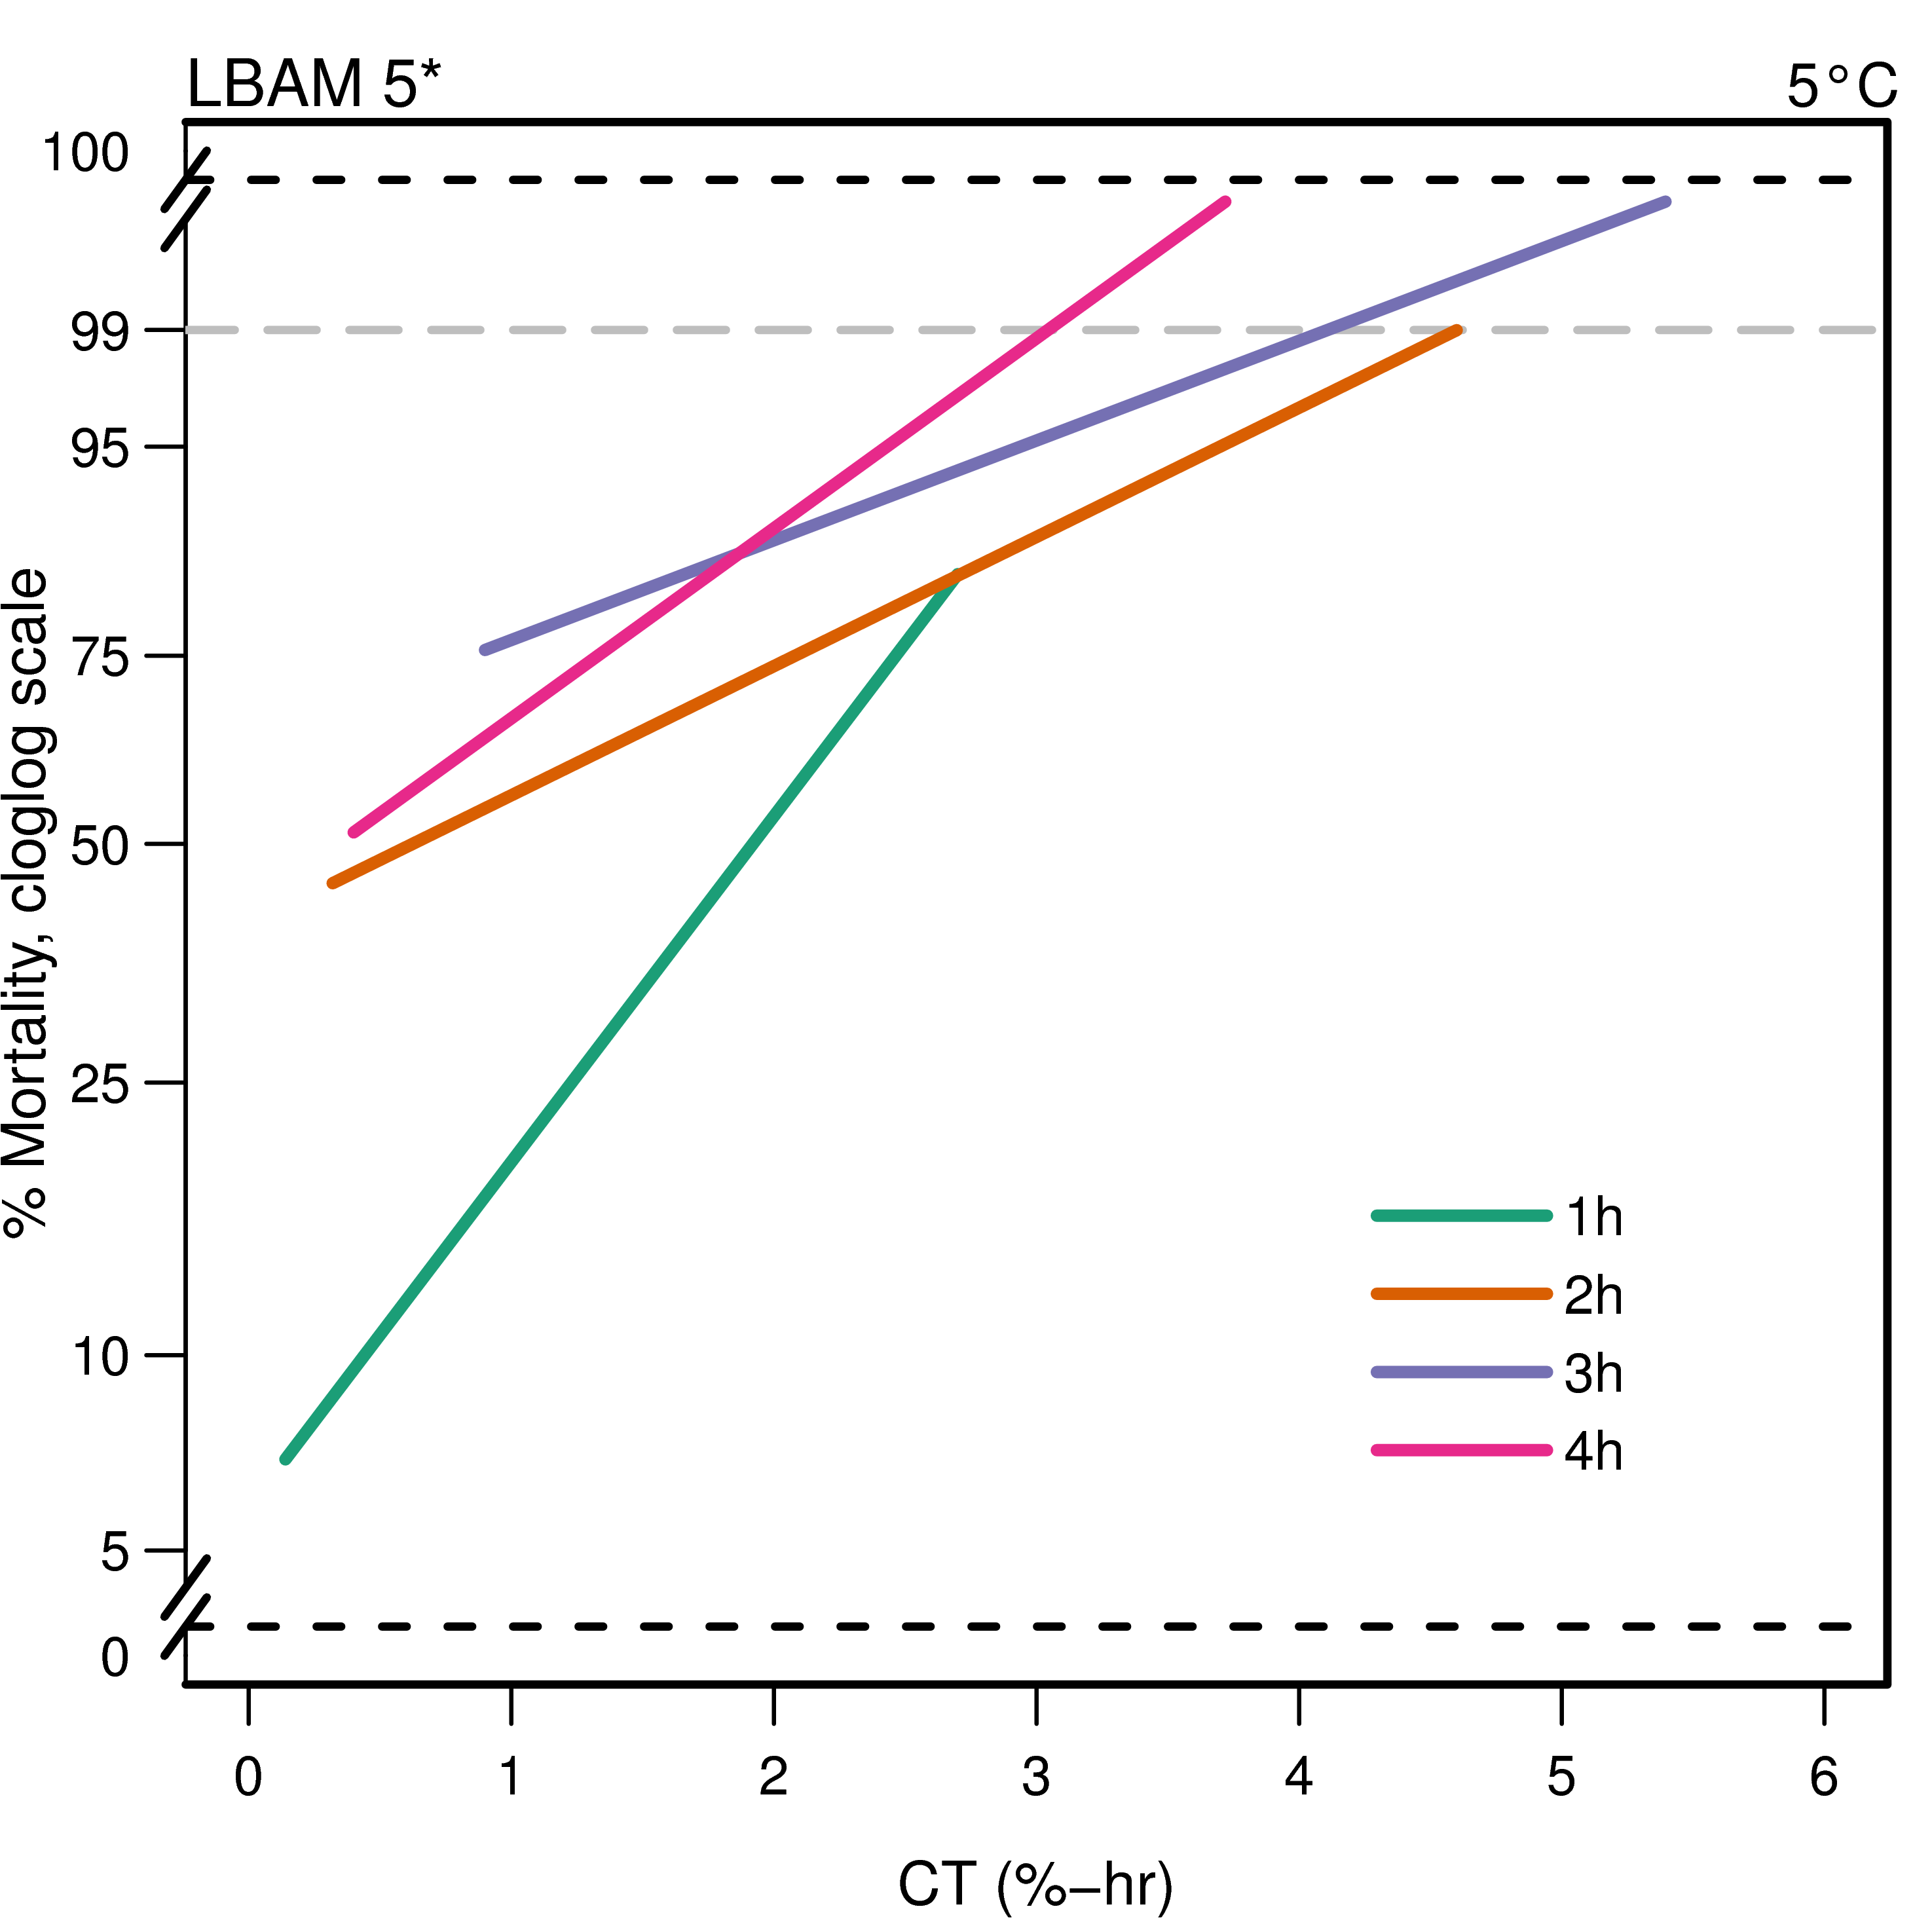 LBAM 5*
5°C
% Mortality, cloglog scale
100
99
95
75
50
25
10
5
0
1h
2h
3h
4h
0 1 2 3 4 5 6
CT (%−hr)